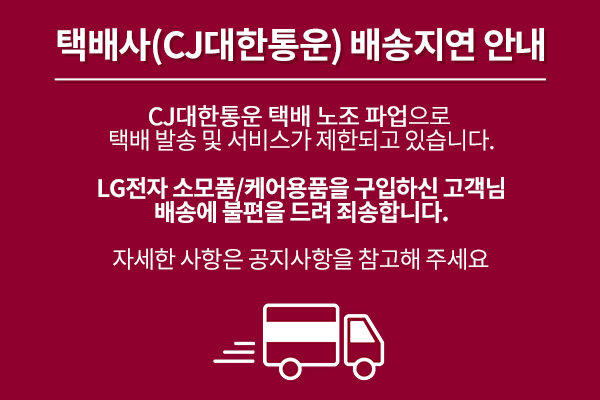 택배사(CJ대한통운) 배송지연 안내
CJ대한통운 택배 노조 파업으로
택배 발송 및 서비스가 제한되고 있습니다.
LG전자 소모품/케어용품을 구입하신 고객님
배송에 불편을 드려 죄송합니다.
자세한 사항은 공지사항을 참고해 주세요